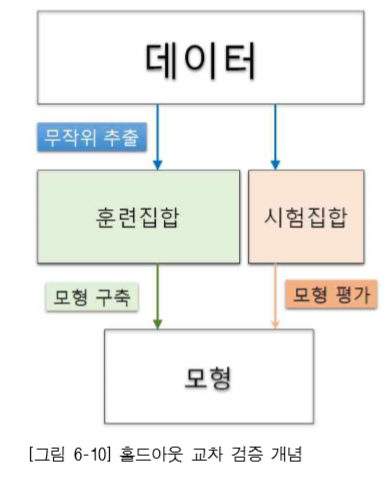 데이터
무작위 추출
훈련집합
시험집합
모형 구축
모형 평가
모형
[그림 6-10] 홀드아웃 교차 검증 개념